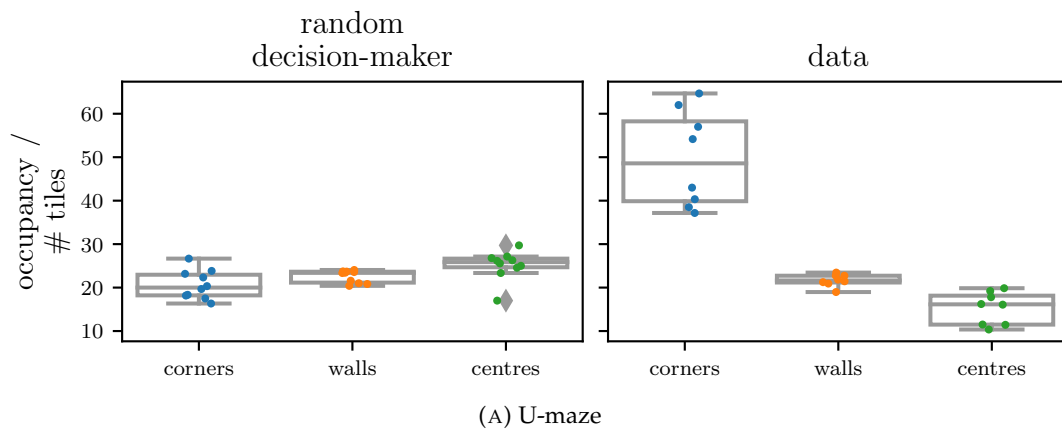 random
decision-maker
data
occupancy /
# tiles
60
50
40
30
20
10
corners
walls
centres
corners
walls
centres
(A) U-maze